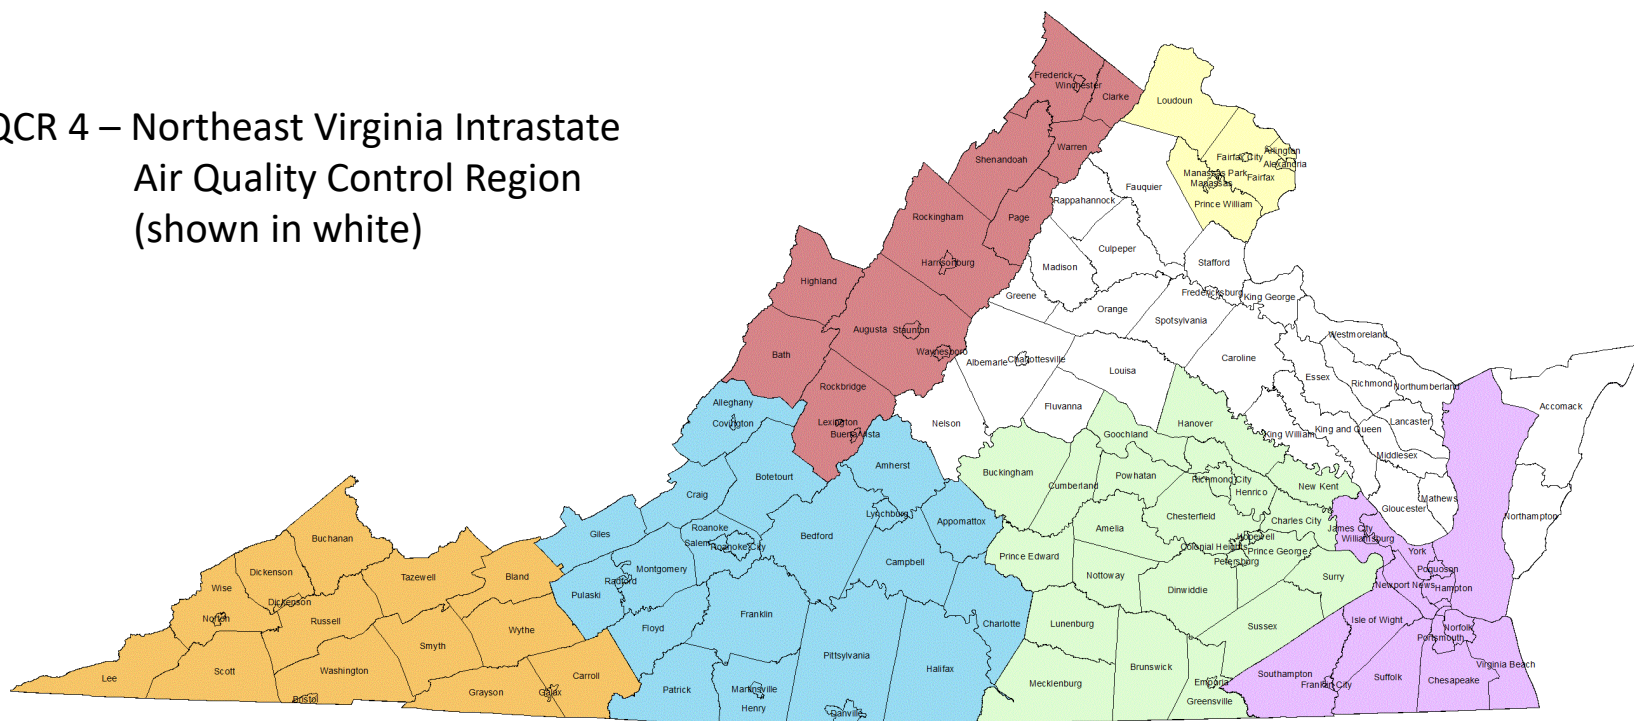 QCR 4 – Northeast Virginia Intrastate
Air Quality Control Region
(shown in white)
Frederick
Winchester
Clarke
Loudoun
Warren
Shenandoah
Arlington
Fairfax City
Alexandria
Manassas Park
Fairfax
Manassas
Prince William
Fauquier
Rappahannock
Rockingham
Page
Culpeper
Harrisonburg
Madison
Stafford
Highland
Greene
Fredericksburg
King George
Orange
Spotsylvania
Augusta
Staunton
Westmoreland
Waynesboro
Bath
Albemarle
Charlottesville
Caroline
Louisa
Essex
Richmond
Northumberland
Rockbridge
Alleghany
Fluvanna
Accomack
Covington
Lexington
Buena Vista
Nelson
Goochland
Hanover
King William
King and Queen
Lancaster
Middlesex
Amherst
Buckingham
Botetourt
Powhatan
Cumberland
Richmond City
Henrico
New Kent
Craig
Mathews
Gloucester
Northampton
Lynchburg
Appomattox
Chesterfield
Charles City
James City
Williamsburg
Amelia
Roanoke
Salem
Roanoke City
Giles
Bedford
Buchanan
Hopewell
Colonial Heights
Prince George
Petersburg
York
Prince Edward
Campbell
Poquoson
Montgomery
Radford
Dickenson
Tazewell
Bland
Nottoway
Surry
Newport News
Hampton
Wise
Pulaski
Dinwiddie
Dickenson
Norton
Russell
Franklin
Charlotte
Lunenburg
Isle of Wight
Floyd
Wythe
Sussex
Norfolk
Portsmouth
Smyth
Pittsylvania
Halifax
Brunswick
Virginia Beach
Lee
Scott
Washington
Carroll
Southampton
Suffolk
Chesapeake
Mecklenburg
Emporia
Franklin City
Grayson
Galax
Patrick
Martinsville
Henry
Bristol
Danville
Greensville